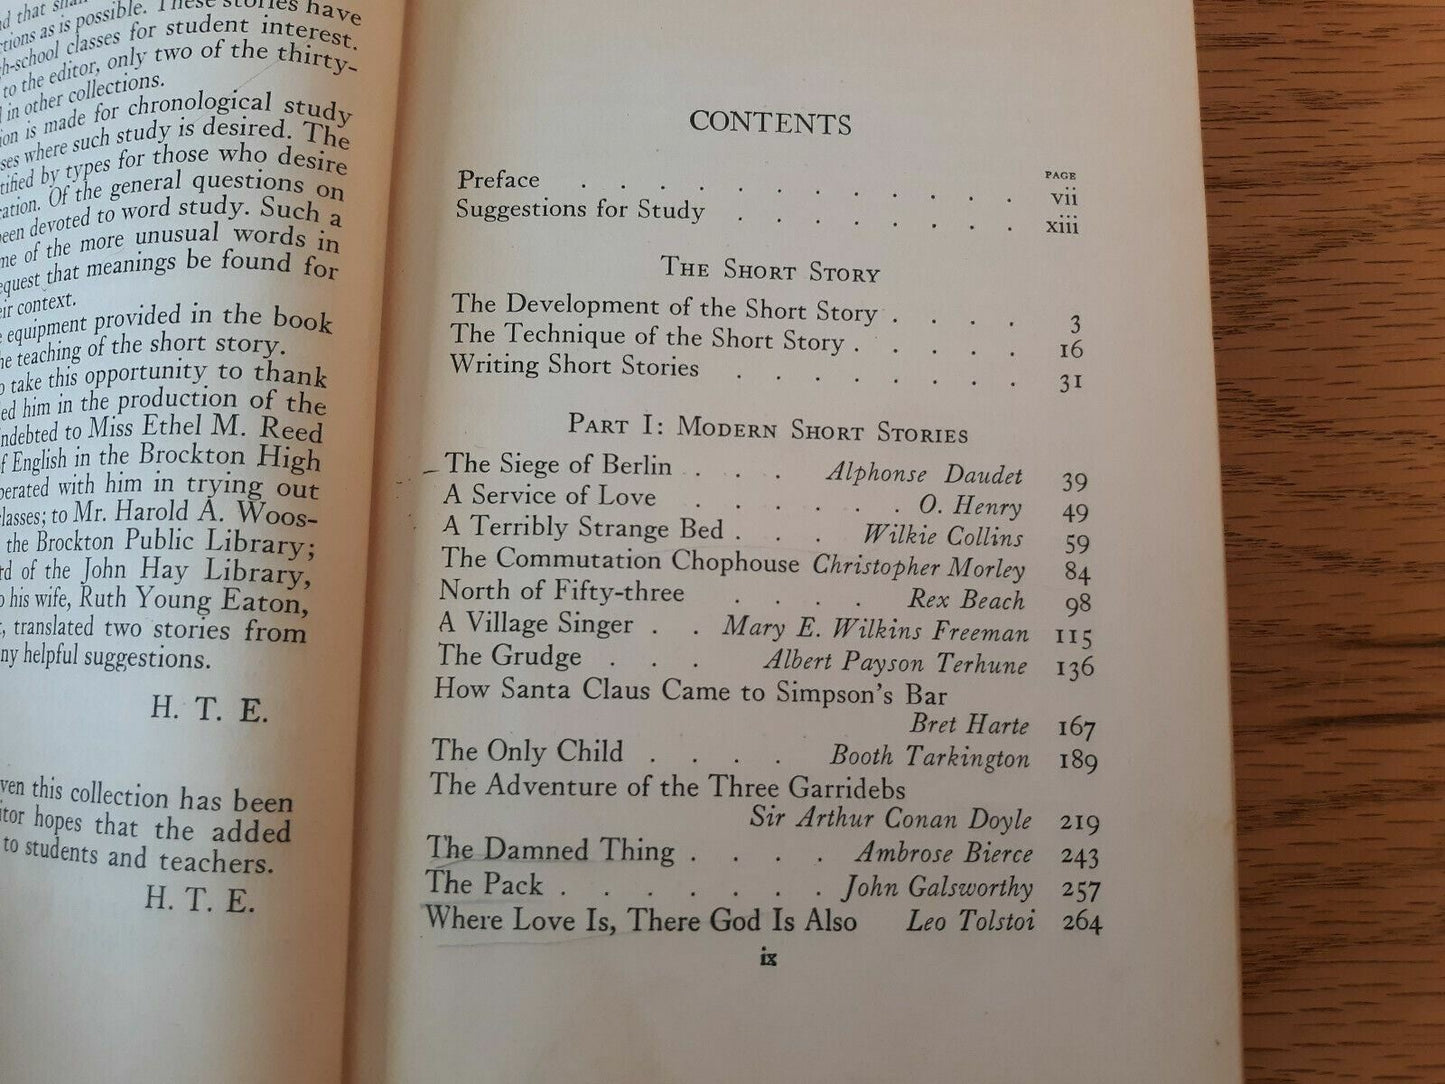 nd that
ctions as is possible. These stories have
h-school classes for student interest.
to the editor, only two of the thirty-
in other collections.
ion is made for chronological study
ses where such study is desired. The
tified by types for those who desire
ation. Of the general questions on
een devoted to word study. Such a
me of the more unusual words in
equest that meanings be found for
eir context.
equipment provided in the book
he teaching of the short story.
o take this opportunity to thank
ed him in the production of the
ndebted to Miss Ethel M. Reed
f English in the Brockton High
perated with him in trying out
lasses; to Mr. Harold A. Woos-
the Brockton Public Library;
rd of the John Hay Library,
o his wife, Ruth Young Eaton,
, translated two stories from
ny helpful suggestions.
H. T. E.
ven this collection has been
itor hopes that the added
to students and teachers.
H. T. E.
CONTENTS
PAGE
Preface . . . . . . . . . . . . vii
Suggestions for Study . . . . . . . . xiii
The Short Story
The Development of the Short Story . . . . 3
The Technique of the Short Story . . . . . 16
Writing Short Stories . . . . . . . . 31
Part I: Modern Short Stories
The Siege of Berlin . . . Alphonse Daudet 39
A Service of Love . . . . . . O. Henry 49
A Terribly Strange Bed . . . Wilkie Collins 59
The Commutation Chophouse Christopher Morley 84
North of Fifty-three . . . . Rex Beach 98
A Village Singer . . Mary E. Wilkins Freeman 115
The Grudge . . . Albert Payson Terhune 136
How Santa Claus Came to Simpson's Bar
Bret Harte 167
The Only Child . . . . Booth Tarkington 189
The Adventure of the Three Garridebs
Sir Arthur Conan Doyle 219
The Damned Thing . . . . Ambrose Bierce 243
The Pack . . . . . . . John Galsworthy 257
Where Love Is, There God Is Also Leo Tolstoi 264
ix